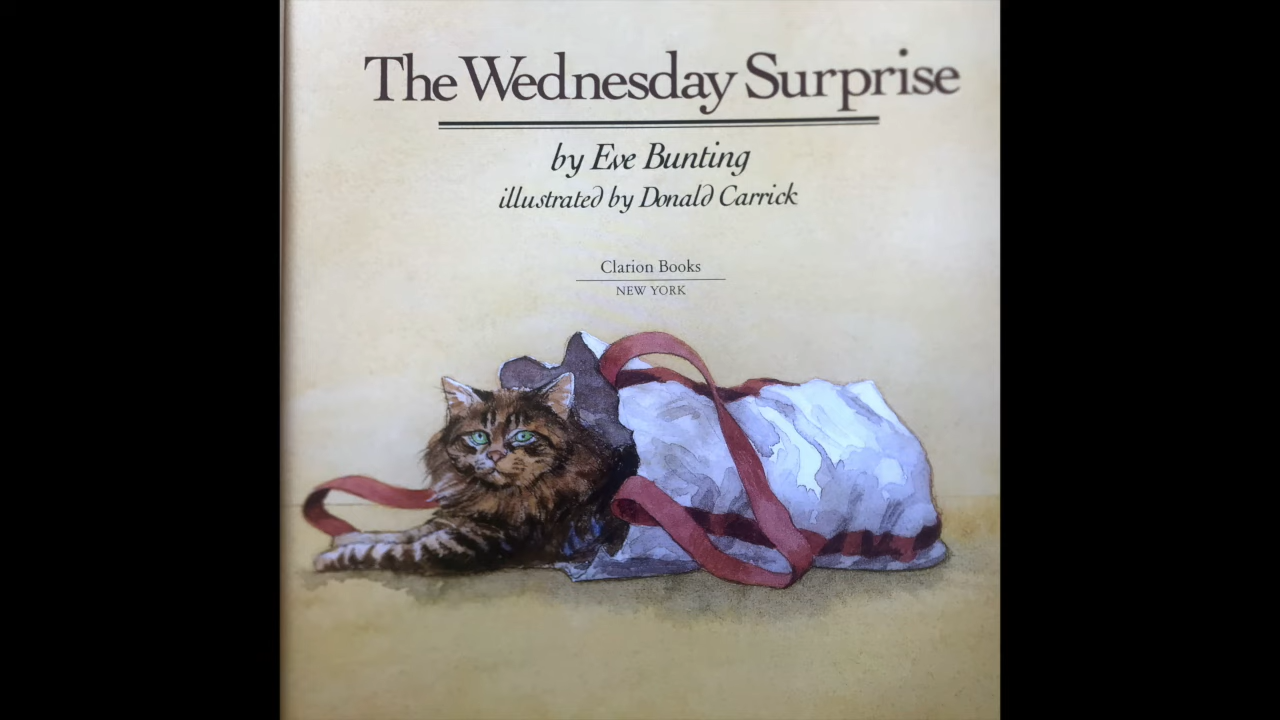 The Wednesday Surprise
by Eve Bunting
illustrated by Donald Carrick
Clarion Books
NEW YORK